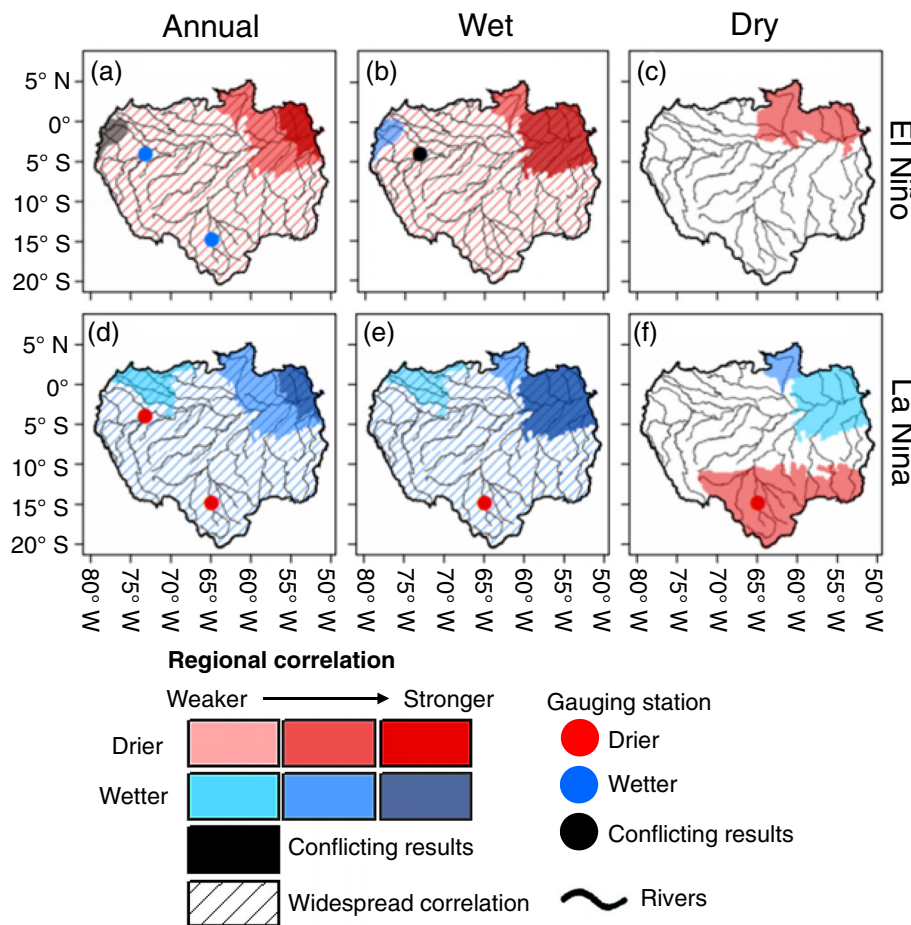 Annual Wet Dry
(a) (b) (c)
5° N
0°
5° S
10° S
15° S
20° S
El Niño
(d) (e) (f)
5° N
0°
5° S
10° S
15° S
20° S
La Nina
80° W 75° W 70° W 65° W 60° W 55° W 50° W 80° W 75° W 70° W 65° W 60° W 55° W 50° W 80° W 75° W 70° W 65° W 60° W 55° W 50° W
Regional correlation
Weaker Stronger
Drier
Wetter
Conflicting results
Widespread correlation
Gauging station
Drier
Wetter
Conflicting results
Rivers